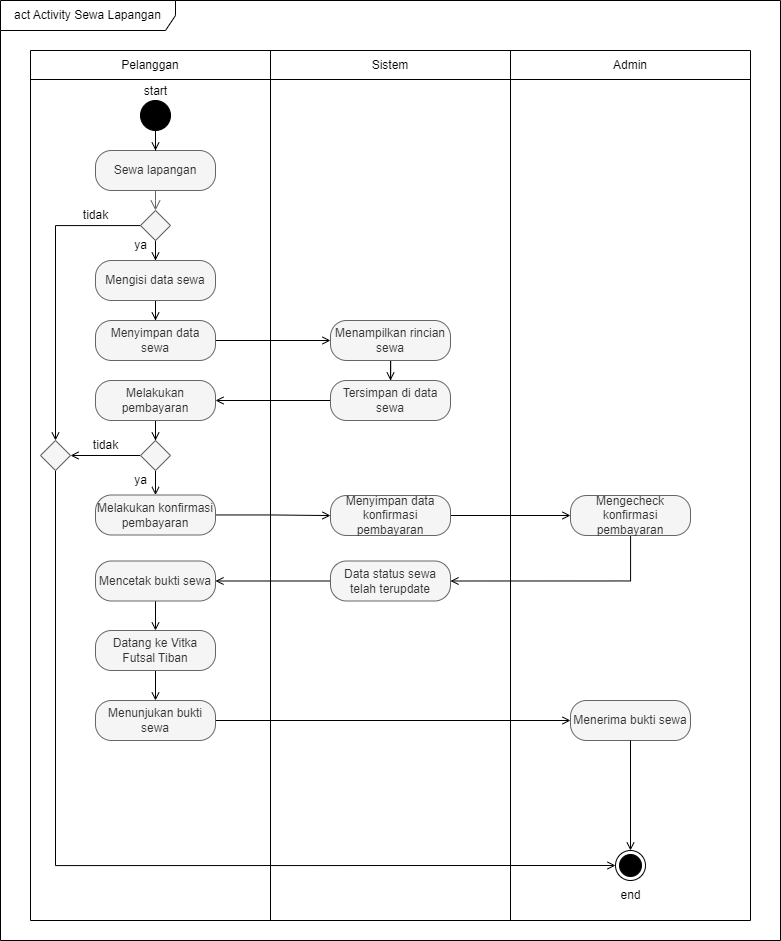 act Activity Sewa Lapangan
Pelanggan
Sistem
Admin
start
Sewa lapangan
tidak
ya
Mengisi data sewa
Menyimpan data
sewa
Menampilkan rincian
sewa
Melakukan
pembayaran
Tersimpan di data
sewa
tidak
ya
Melakukan konfirmasi
pembayaran
Menyimpan data
konfirmasi
pembayaran
Mengecheck
konfirmasi
pembayaran
Mencetak bukti sewa
Data status sewa
telah terupdate
Datang ke Vitka
Futsal Tiban
Menunjukan bukti
sewa
Menerima bukti sewa
end